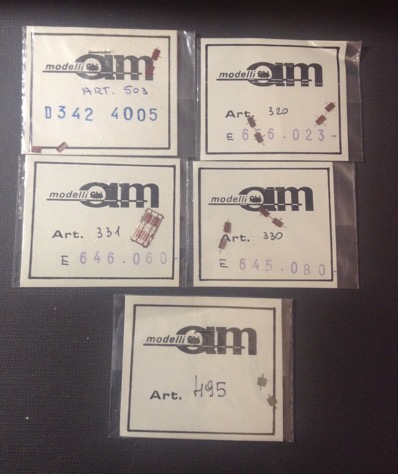 modelli am
ART. 503
D342 4005
modelli am
Art. 320
E 656.023-
modelli am
Art. 331
E 646.060-
modelli am
Art. 330
E 645.080-
modelli am
Art. 495